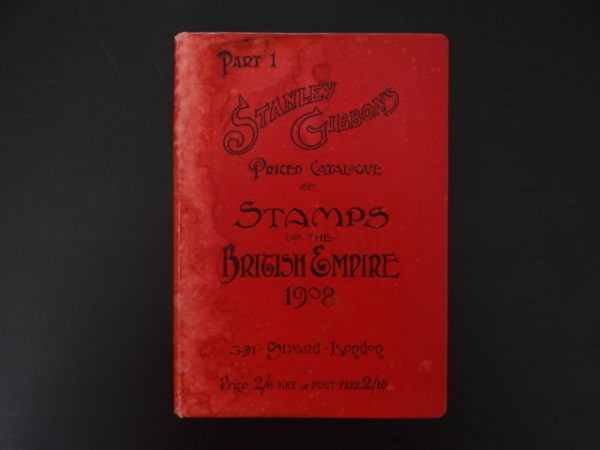 PART 1
STANLEY
GIBBONS
PRICED CATALOGUE
OF
STAMPS
OF THE
BRITISH EMPIRE
1908
391 · Strand · London
Price 2/6 NET or POST FREE 2/10